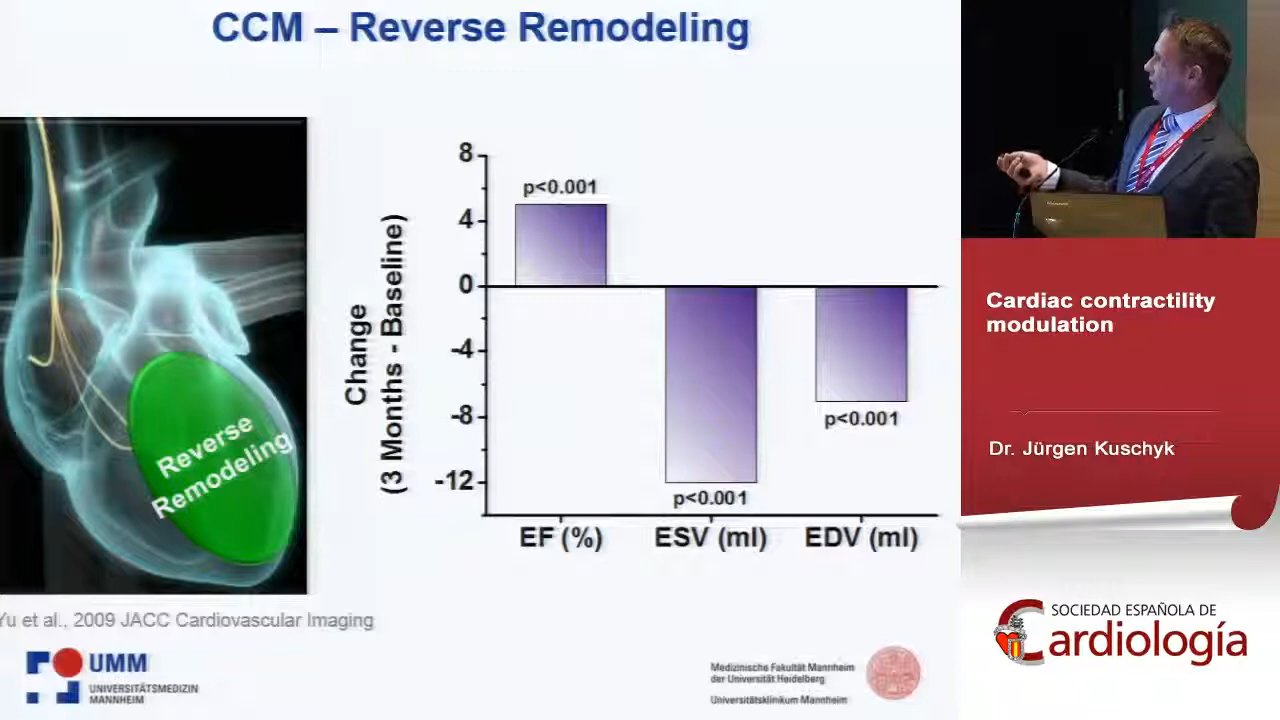 CCM – Reverse Remodeling
Reverse
Remodeling
Change
(3 Months - Baseline)
8
4
0
-4
-8
-12
p<0.001
p<0.001
p<0.001
EF (%)
ESV (ml)
EDV (ml)
Yu et al., 2009 JACC Cardiovascular Imaging
UMM
UNIVERSITÄTSMEDIZIN
MANNHEIM
Medizinische Fakultät Mannheim
der Universität Heidelberg
Universitätsklinikum Mannheim
Cardiac contractility
modulation
Dr. Jürgen Kuschyk
SOCIEDAD ESPAÑOLA DE
Cardiología